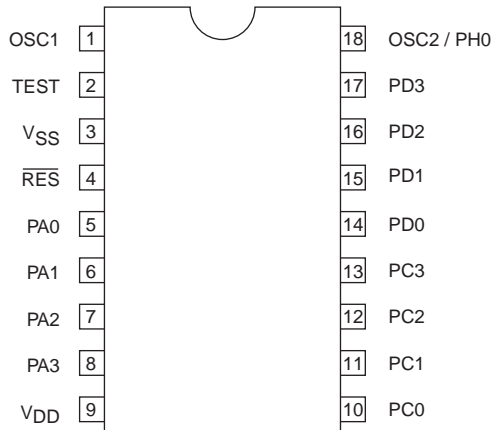 OSC1 1 18 OSC2 / PH0
TEST 2 17 PD3
VSS 3 16 PD2
RES 4 15 PD1
PA0 5 14 PD0
PA1 6 13 PC3
PA2 7 12 PC2
PA3 8 11 PC1
VDD 9 10 PC0